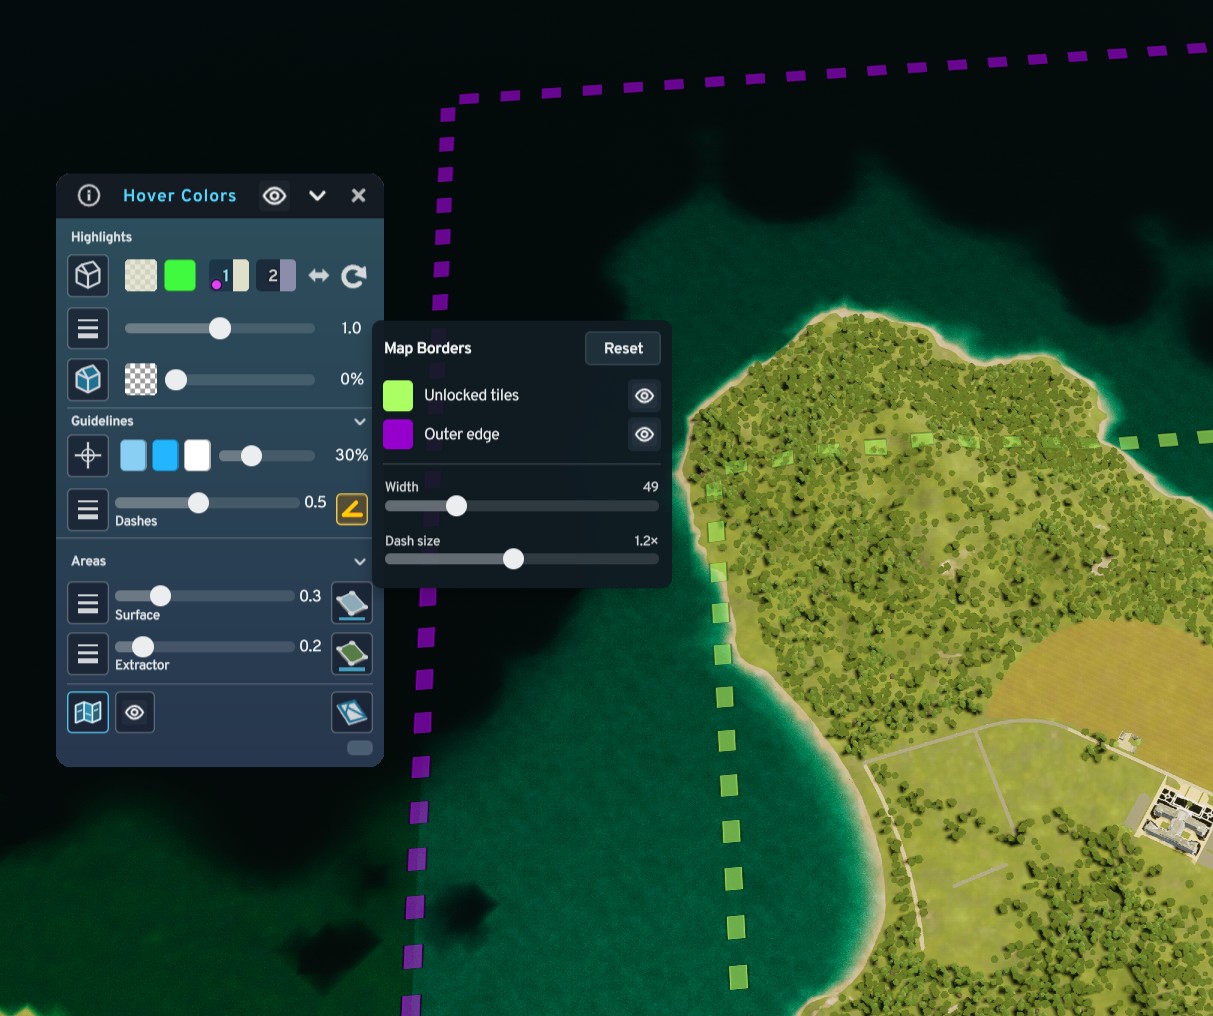 Hover Colors
Highlights
1
2
1.0
0%
Guidelines
30%
0.5
Dashes
Areas
0.3
Surface
0.2
Extractor
Map Borders
Reset
Unlocked tiles
Outer edge
Width
49
Dash size
1.2×